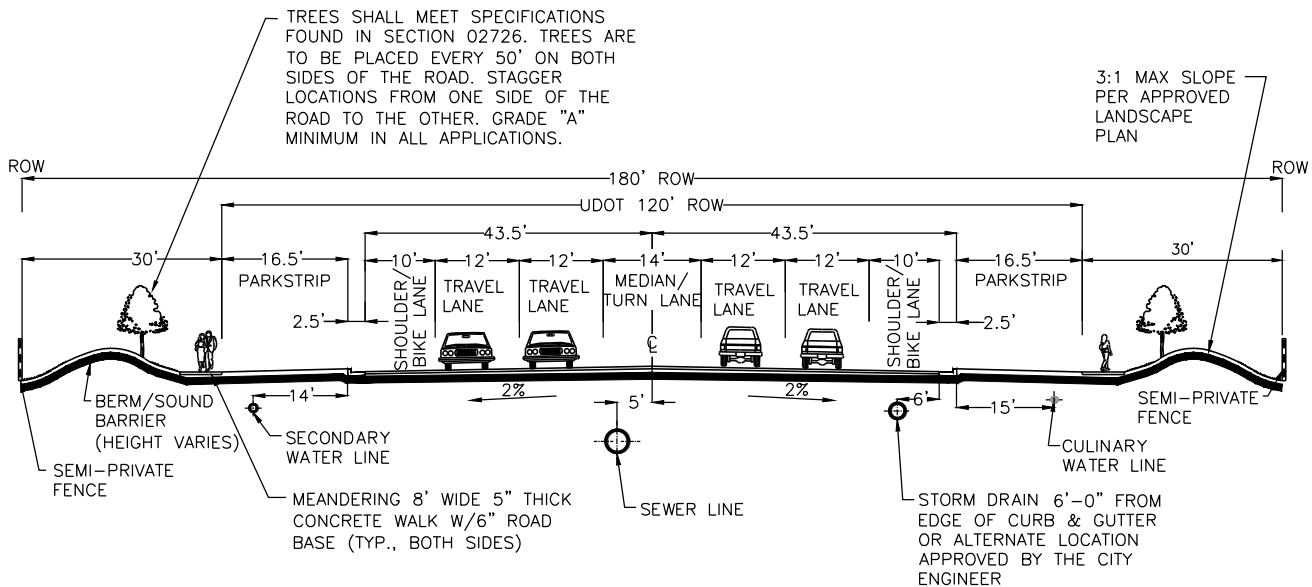 TREES SHALL MEET SPECIFICATIONS
FOUND IN SECTION 02726. TREES ARE
TO BE PLACED EVERY 50' ON BOTH
SIDES OF THE ROAD. STAGGER
LOCATIONS FROM ONE SIDE OF THE
ROAD TO THE OTHER. GRADE "A"
MINIMUM IN ALL APPLICATIONS.
3:1 MAX SLOPE
PER APPROVED
LANDSCAPE
PLAN
ROW
ROW
180' ROW
UDOT 120' ROW
43.5'
43.5'
30'
16.5'
10'
12'
12'
14'
12'
12'
10'
16.5'
30'
PARKSTRIP
SHOULDER/
BIKE LANE
TRAVEL
LANE
TRAVEL
LANE
MEDIAN/
TURN LANE
TRAVEL
LANE
TRAVEL
LANE
SHOULDER/
BIKE LANE
PARKSTRIP
2.5'
2.5'
℄
14'
2%
5'
2%
6'
15'
BERM/SOUND
BARRIER
(HEIGHT VARIES)
SEMI-PRIVATE
FENCE
SECONDARY
WATER LINE
MEANDERING 8' WIDE 5" THICK
CONCRETE WALK W/6" ROAD
BASE (TYP., BOTH SIDES)
SEWER LINE
STORM DRAIN 6'-0" FROM
EDGE OF CURB & GUTTER
OR ALTERNATE LOCATION
APPROVED BY THE CITY
ENGINEER
CULINARY
WATER LINE
SEMI-PRIVATE
FENCE